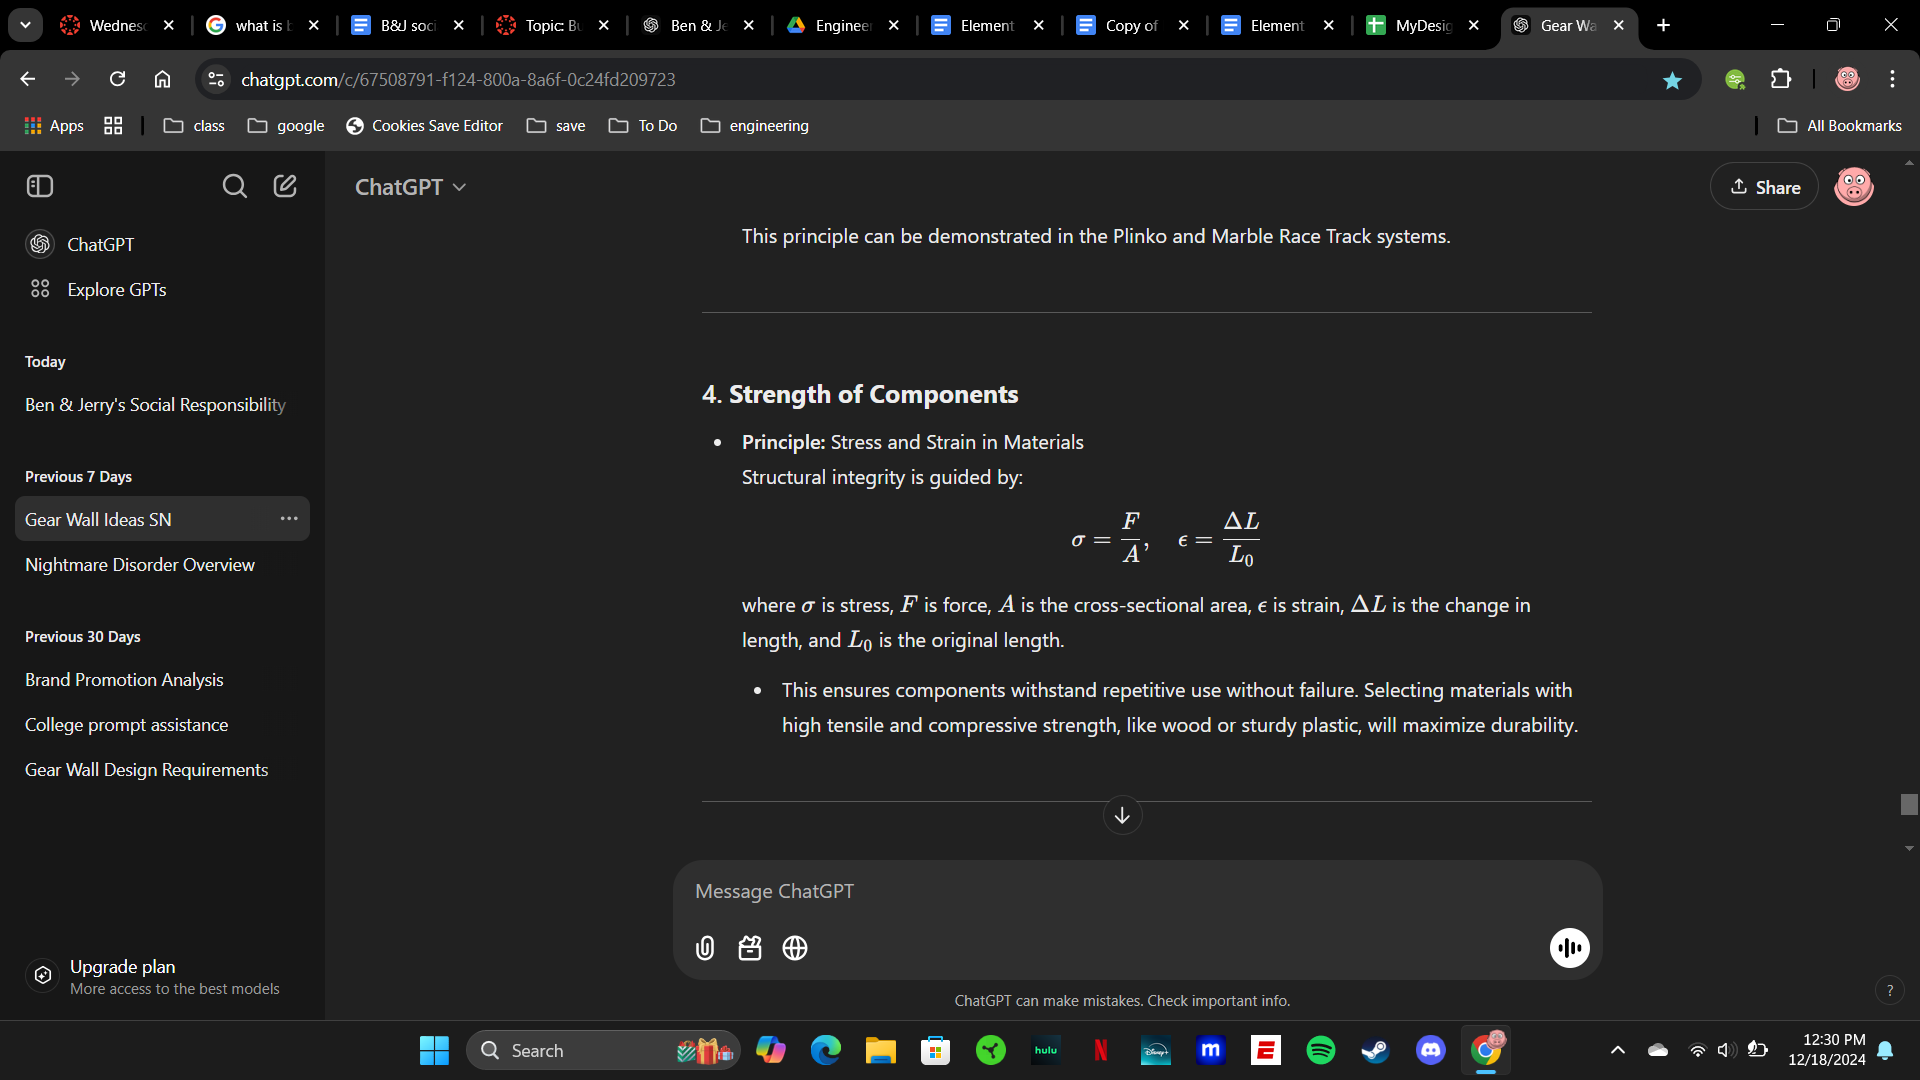 Wednes
what is b
B&J soci
Topic: Bu
Ben & Je
Engineer
Element
Copy of
Element
MyDesig
Gear Wa
chatgpt.com/c/67508791-f124-800a-8a6f-0c24fd209723
Apps
class
google
Cookies Save Editor
save
To Do
engineering
All Bookmarks
ChatGPT
Share
ChatGPT
Explore GPTs
Today
Ben & Jerry's Social Responsibility
Previous 7 Days
Gear Wall Ideas SN
Nightmare Disorder Overview
Previous 30 Days
Brand Promotion Analysis
College prompt assistance
Gear Wall Design Requirements
Upgrade plan
More access to the best models
This principle can be demonstrated in the Plinko and Marble Race Track systems.
4. Strength of Components
• Principle: Stress and Strain in Materials
Structural integrity is guided by:
σ = F/A, ϵ = ΔL/L₀
where σ is stress, F is force, A is the cross-sectional area, ϵ is strain, ΔL is the change in
length, and L₀ is the original length.
• This ensures components withstand repetitive use without failure. Selecting materials with
high tensile and compressive strength, like wood or sturdy plastic, will maximize durability.
Message ChatGPT
ChatGPT can make mistakes. Check important info.
?
Search
hulu
N
Disney+
m
E
12:30 PM
12/18/2024